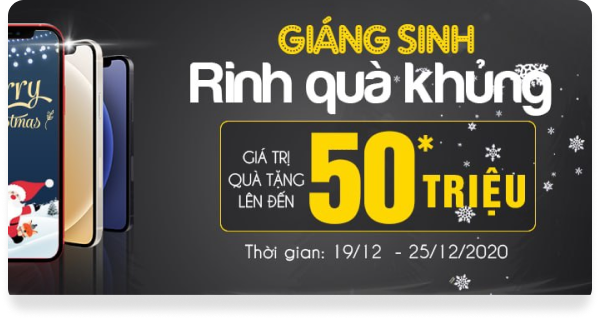 GIÁNG SINH
Rinh quà khủng
GIÁ TRỊ
QUÀ TẶNG
LÊN ĐẾN
50* TRIỆU
Thời gian: 19/12 - 25/12/2020